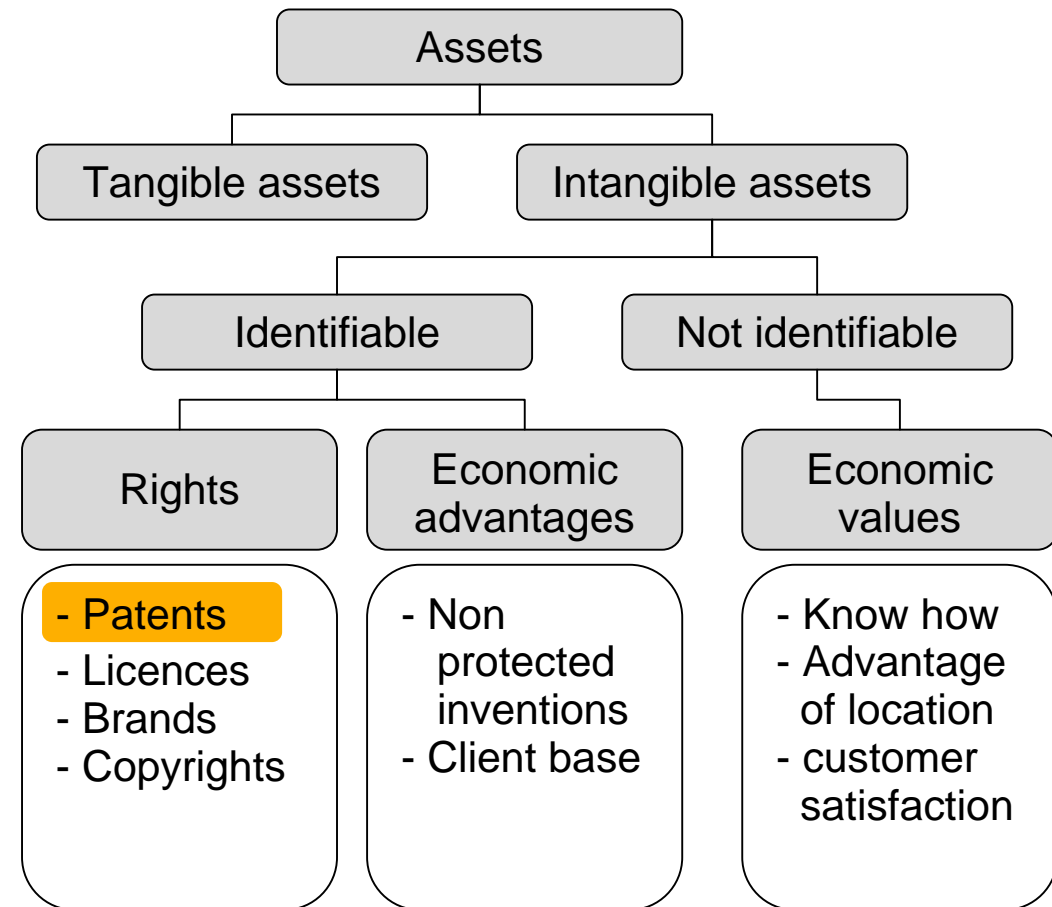 Assets
Tangible assets
Intangible assets
Identifiable
Not identifiable
Rights
Economic
advantages
Economic
values
- Patents
- Licences
- Brands
- Copyrights
- Non
protected
inventions
- Client base
- Know how
- Advantage
of location
- customer
satisfaction